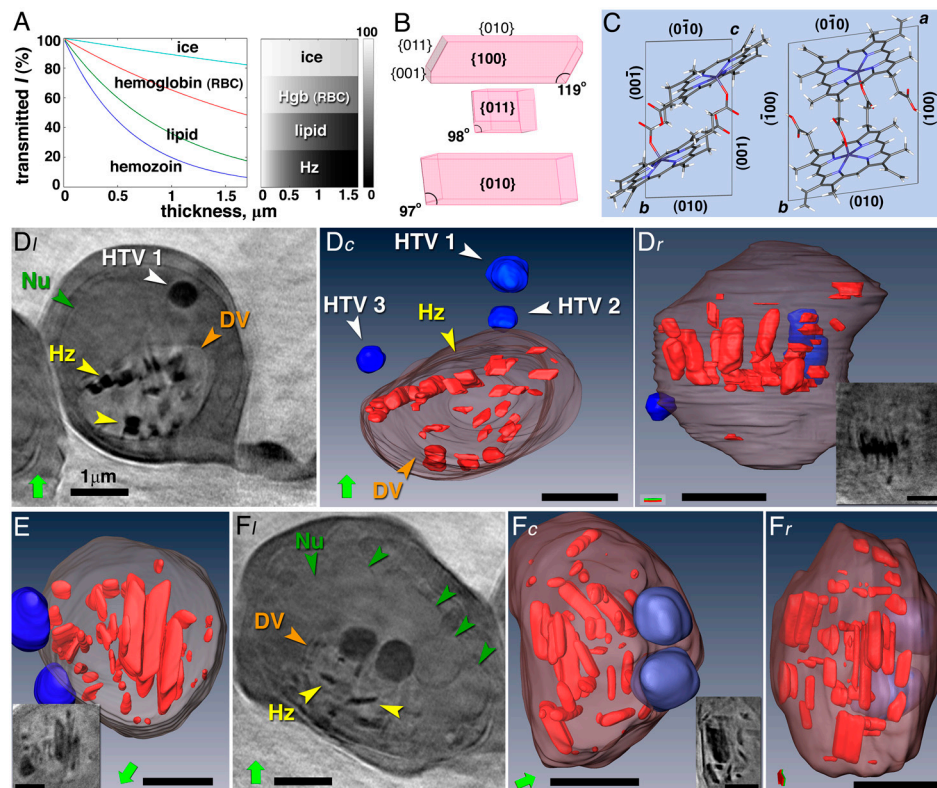 A
transmitted I (%)
100
80
60
40
20
0
ice
hemoglobin (RBC)
lipid
hemozoin
0
0.5
1
1.5
thickness, μm
ice
Hgb (RBC)
lipid
Hz
0
0.5
1
1.5
100
0
B
{010}
{011}
{100}
{001}
119°
{011}
98°
{010}
97°
C
(01̄0)
c
(001̄)
(001)
b
(010)
(01̄0)
a
(1̄00)
(100)
b
(010)
Dl
HTV 1
Nu
DV
Hz
1μm
Dc
HTV 1
HTV 3
HTV 2
Hz
DV
Dr
E
Fl
Nu
DV
Hz
Fc
Fr